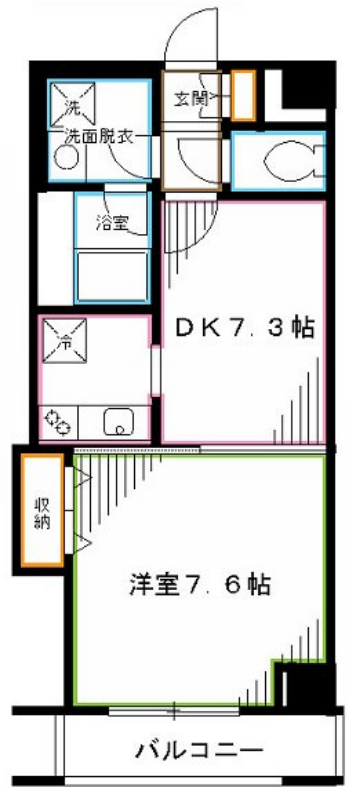 玄関
洗
洗面脱衣
浴室
DK7.3帖
冷
収納
洋室7.6帖
バルコニー